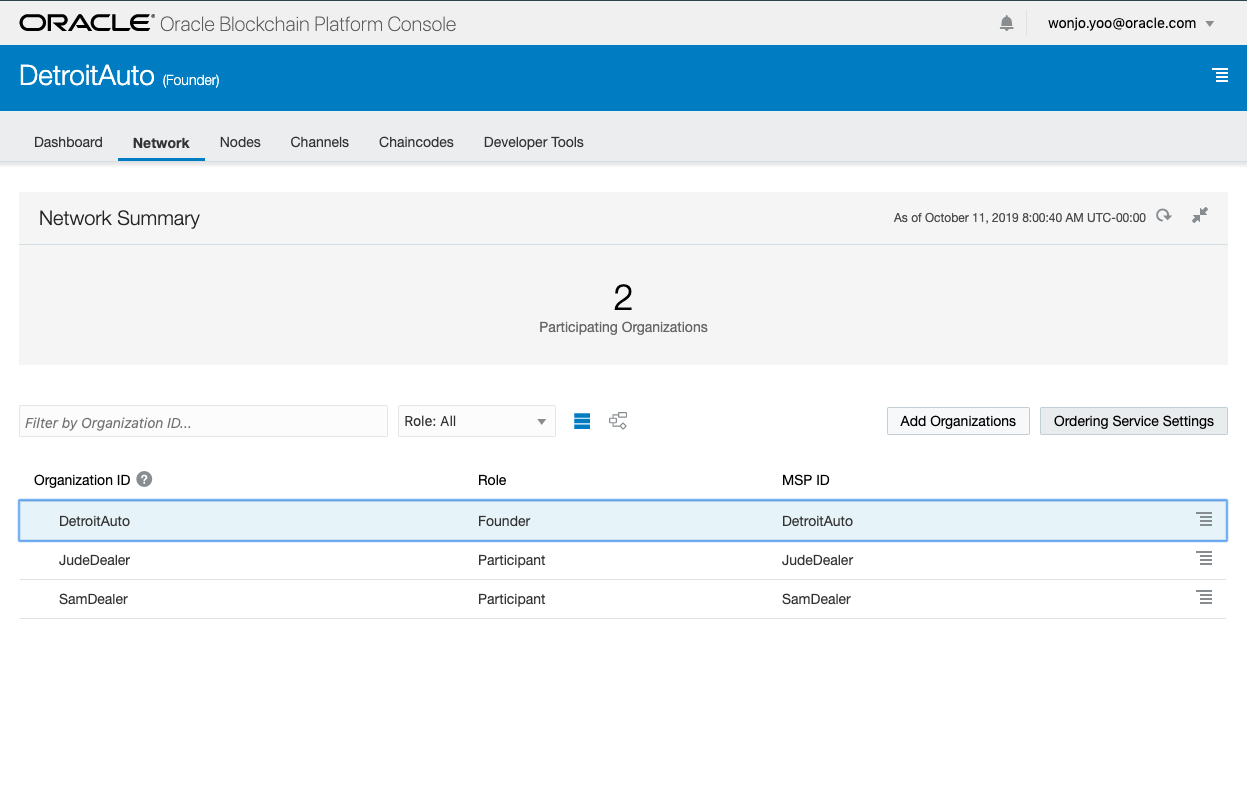 ORACLE® Oracle Blockchain Platform Console wonjo.yoo@oracle.com
DetroitAuto (Founder)
Dashboard Network Nodes Channels Chaincodes Developer Tools
Network Summary As of October 11, 2019 8:00:40 AM UTC-00:00
2
Participating Organizations
Filter by Organization ID... Role: All Add Organizations Ordering Service Settings
Organization ID ? Role MSP ID
DetroitAuto Founder DetroitAuto
JudeDealer Participant JudeDealer
SamDealer Participant SamDealer